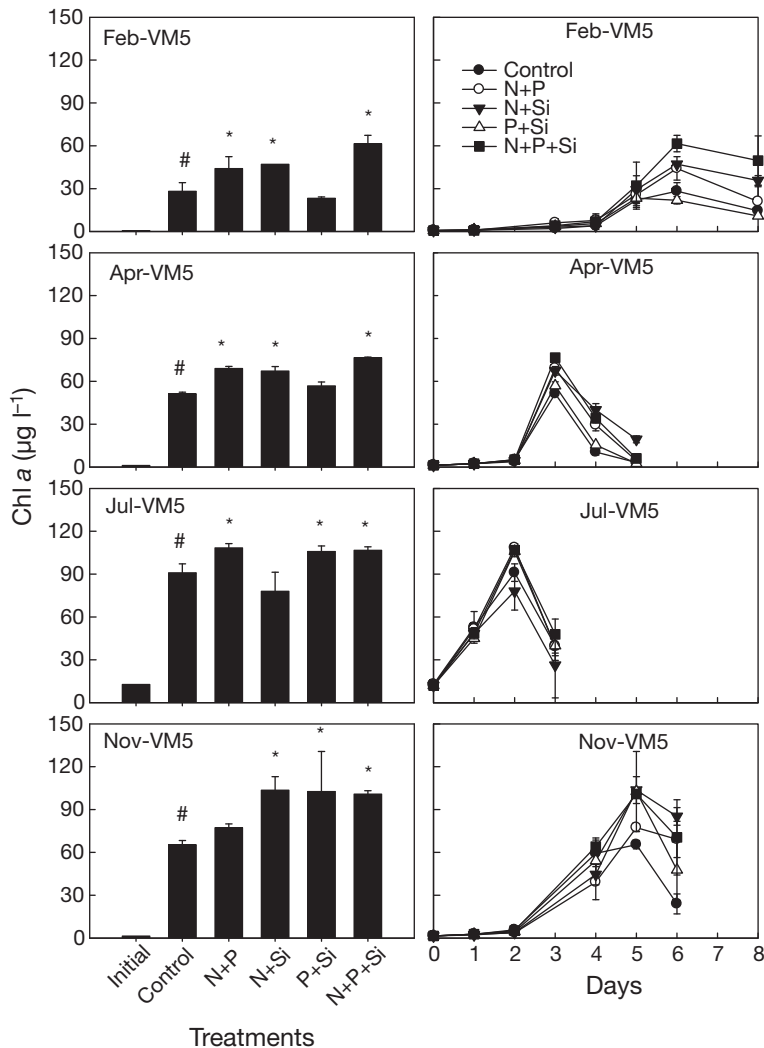 Chl a (µg l–1)
150
120
90
60
30
0
Feb-VM5
#
*
*
*
Feb-VM5
Control
N+P
N+Si
P+Si
N+P+Si
150
120
90
60
30
0
Apr-VM5
#
*
*
*
Apr-VM5
150
120
90
60
30
0
Jul-VM5
#
*
*
*
Jul-VM5
150
120
90
60
30
0
Nov-VM5
#
*
*
*
Nov-VM5
Initial
Control
N+P
N+Si
P+Si
N+P+Si
Treatments
0 1 2 3 4 5 6 7 8
Days